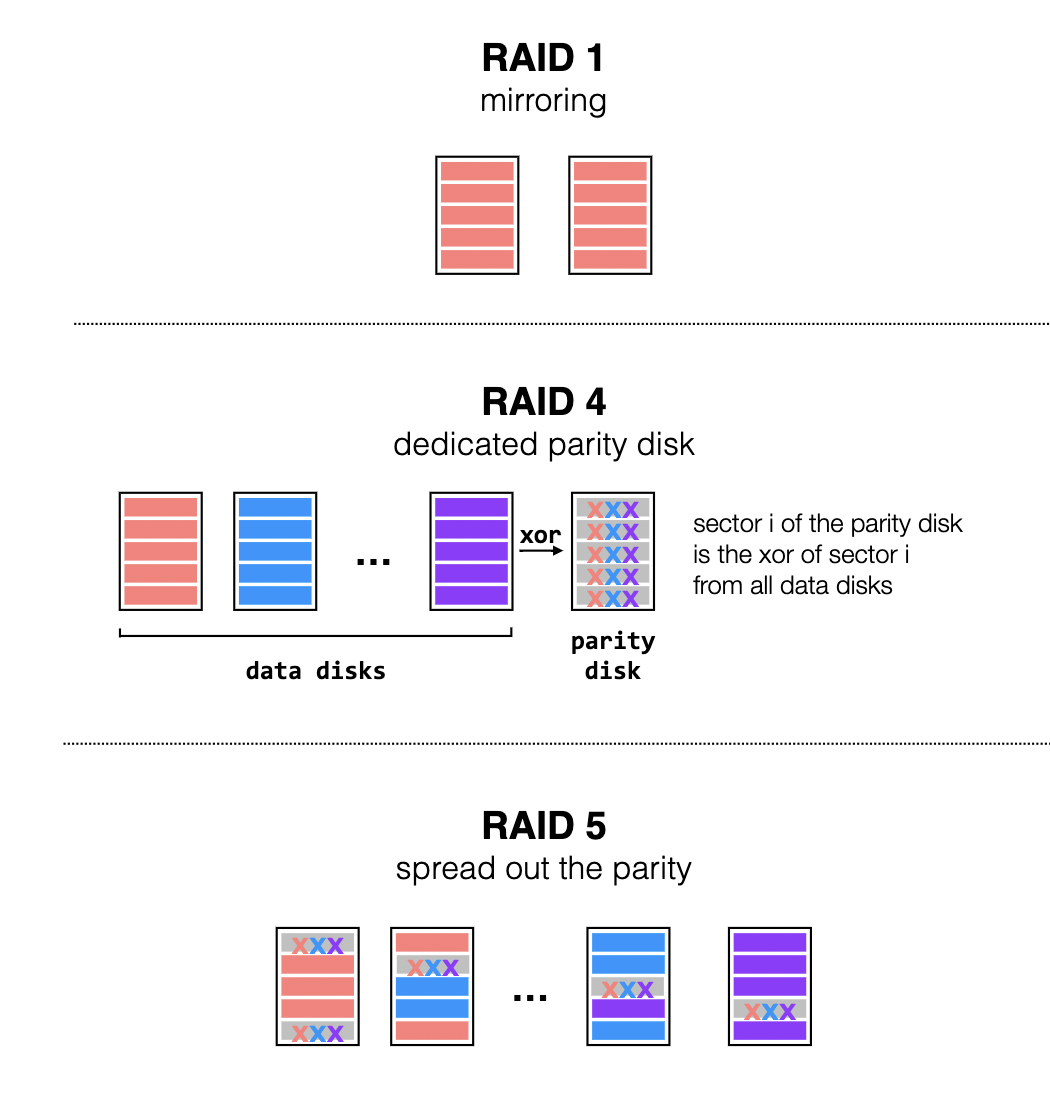 RAID 1
mirroring
RAID 4
dedicated parity disk
xor
xxx
xxx
xxx
xxx
xxx
sector i of the parity disk
is the xor of sector i
from all data disks
...
data disks
parity
disk
RAID 5
spread out the parity
xxx
xxx
xxx
xxx
xxx
...